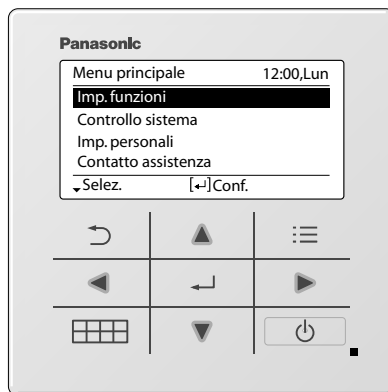 Panasonic
Menu principale 12:00,Lun
Imp. funzioni
Controllo sistema
Imp. personali
Contatto assistenza
Selez. [↵]Conf.